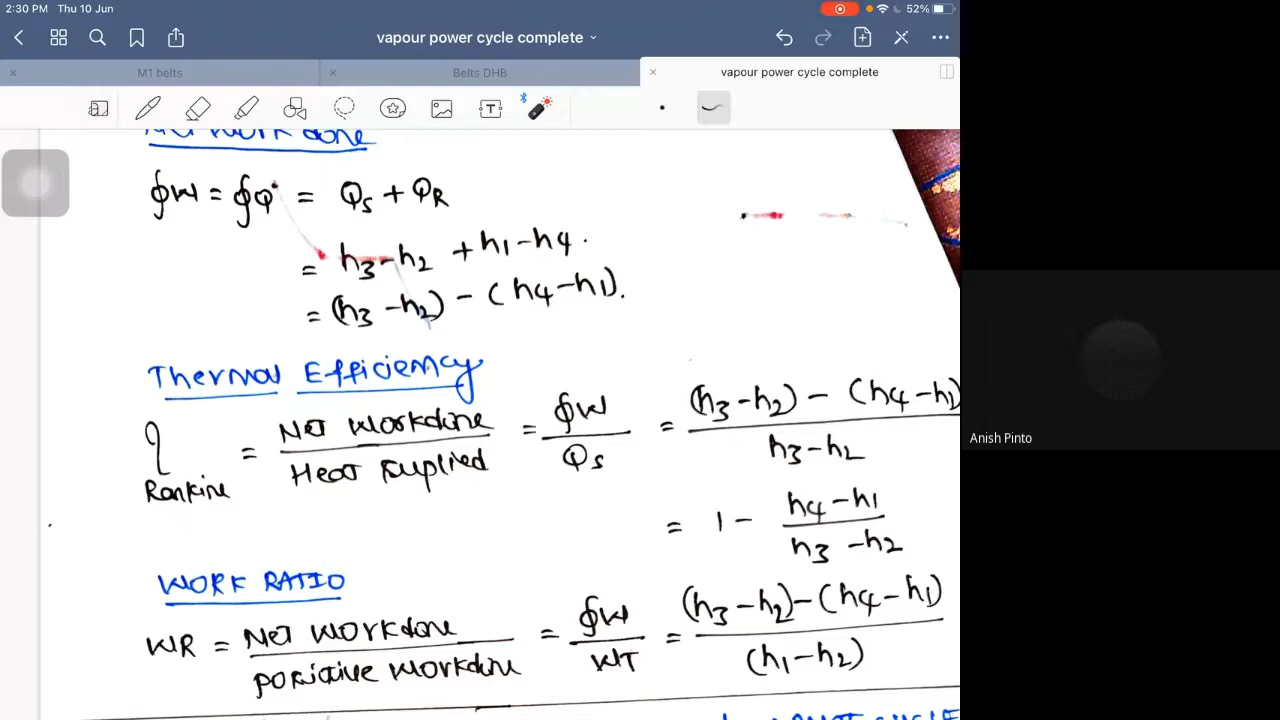 2:30 PM Thu 10 Jun
52%
vapour power cycle complete
M1 belts
Belts DHB
vapour power cycle complete
Net Workdone
∮W = ∮Q = Qs + QR
= h3 - h2 + h1 - h4.
= (h3 - h2) - (h4 - h1).
Thermal Efficiency
η Rankine = Net Workdone / Heat Supplied = ∮W / Qs = (h3 - h2) - (h4 - h1) / h3 - h2
= 1 - h4 - h1 / h3 - h2
WORK RATIO
WR = Net Workdone / positive Workdone = ∮W / WT = (h3 - h2) - (h4 - h1) / (h1 - h2)
Anish Pinto